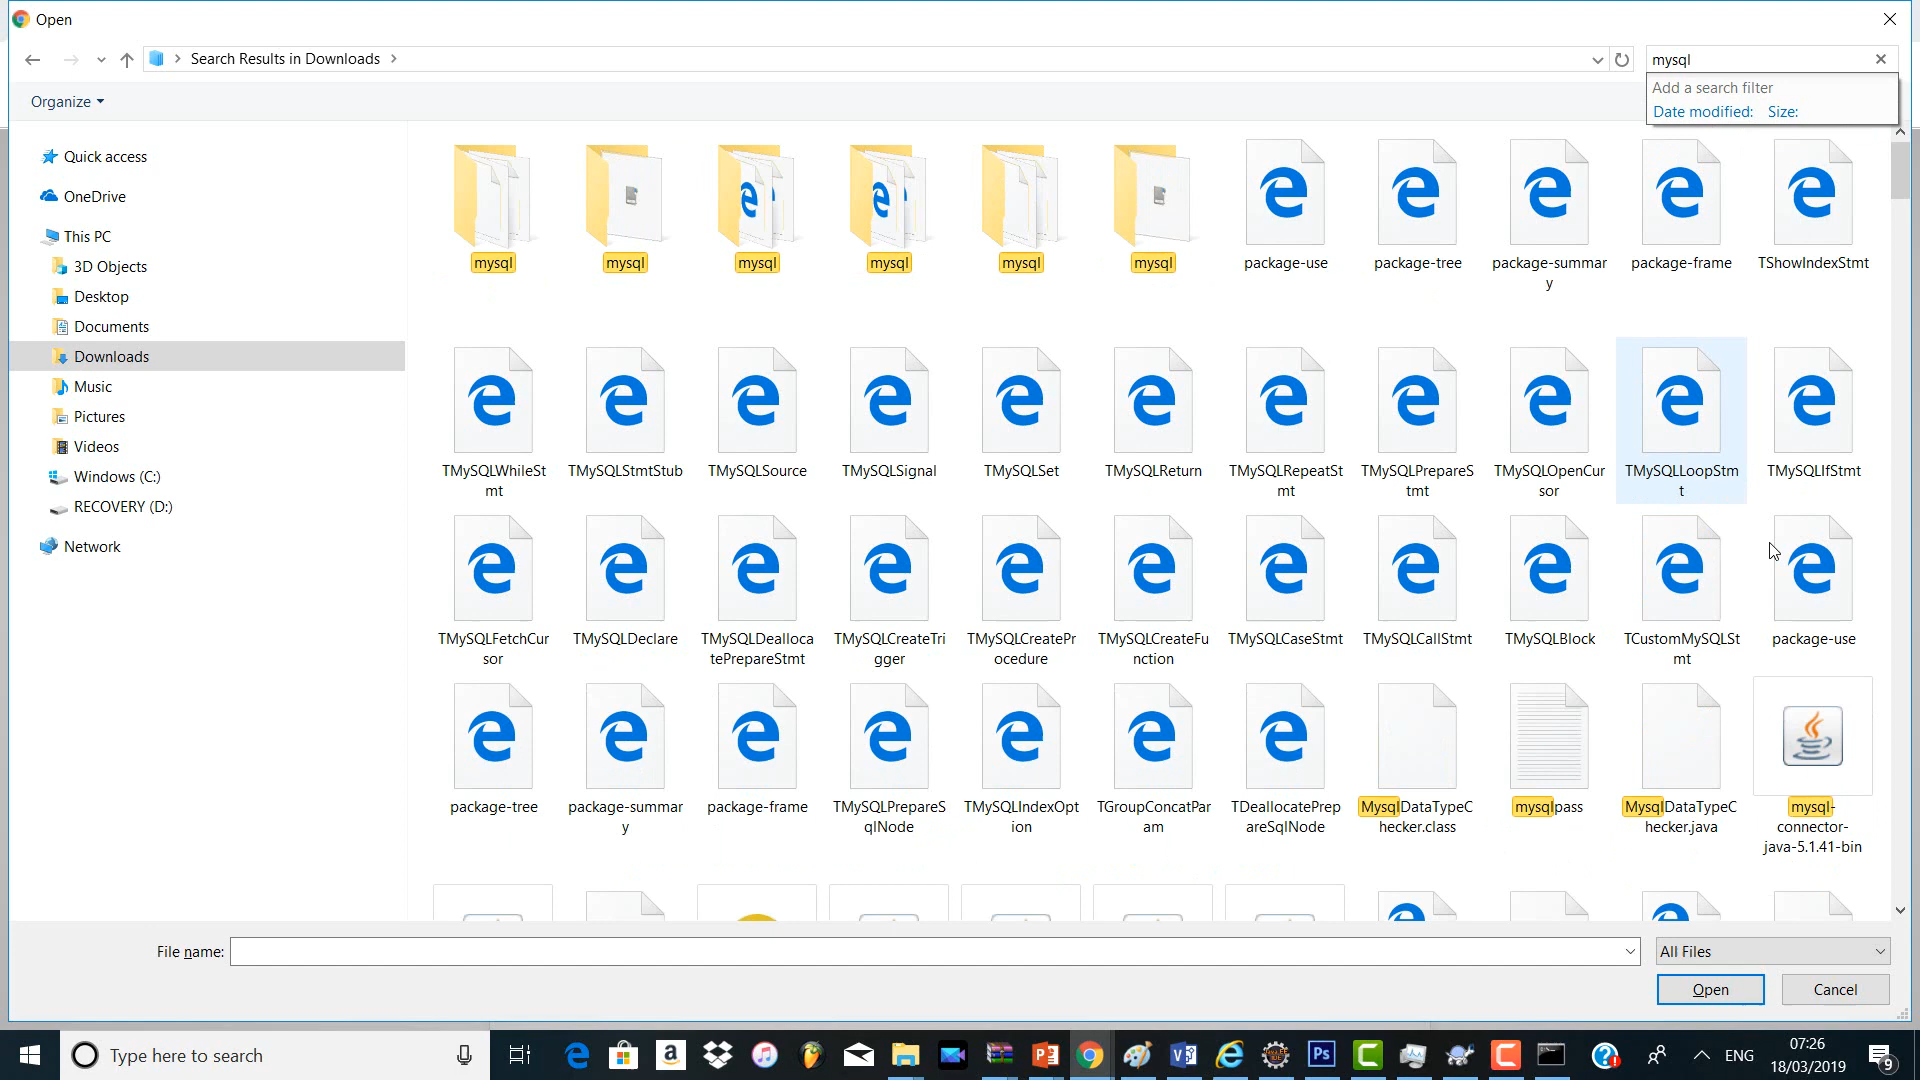 Open
Search Results in Downloads
mysql
Add a search filter
Date modified: Size:
Organize
Quick access
OneDrive
This PC
3D Objects
Desktop
Documents
Downloads
Music
Pictures
Videos
Windows (C:)
RECOVERY (D:)
Network
mysql
mysql
mysql
mysql
mysql
mysql
package-use
package-tree
package-summar
y
package-frame
TShowIndexStmt
TMySQLWhileSt
mt
TMySQLStmtStub
TMySQLSource
TMySQLSignal
TMySQLSet
TMySQLReturn
TMySQLRepeatSt
mt
TMySQLPrepareS
tmt
TMySQLOpenCur
sor
TMySQLLoopStm
t
TMySQLIfStmt
TMySQLFetchCur
sor
TMySQLDeclare
TMySQLDealloca
tePrepareStmt
TMySQLCreateTri
gger
TMySQLCreatePr
ocedure
TMySQLCreateFu
nction
TMySQLCaseStmt
TMySQLCallStmt
TMySQLBlock
TCustomMySQLSt
mt
package-use
package-tree
package-summar
y
package-frame
TMySQLPrepareS
qlNode
TMySQLIndexOpt
ion
TGroupConcatPar
am
TDeallocatePrep
areSqlNode
MysqlDataTypeC
hecker.class
mysqlpass
MysqlDataTypeC
hecker.java
mysql-
connector-
java-5.1.41-bin
File name:
All Files
Open
Cancel
Type here to search
ENG
07:26
18/03/2019
9